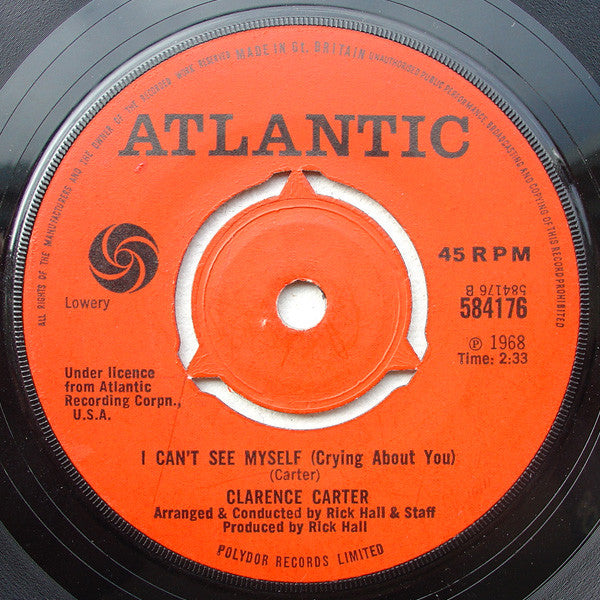 ALL RIGHTS OF THE MANUFACTURERS AND THE OWNER OF THE RECORDED WORK RESERVED MADE IN GT. BRITAIN UNAUTHORISED PUBLIC PERFORMANCE, BROADCASTING AND COPYING OF THIS RECORD PROHIBITED
ATLANTIC
Lowery
45 RPM
584176 B
584176
Ⓟ 1968
Time: 2:33
Under licence
from Atlantic
Recording Corpn.,
U.S.A.
I CAN'T SEE MYSELF (Crying About You)
(Carter)
CLARENCE CARTER
Arranged & Conducted by Rick Hall & Staff
Produced by Rick Hall
POLYDOR RECORDS LIMITED